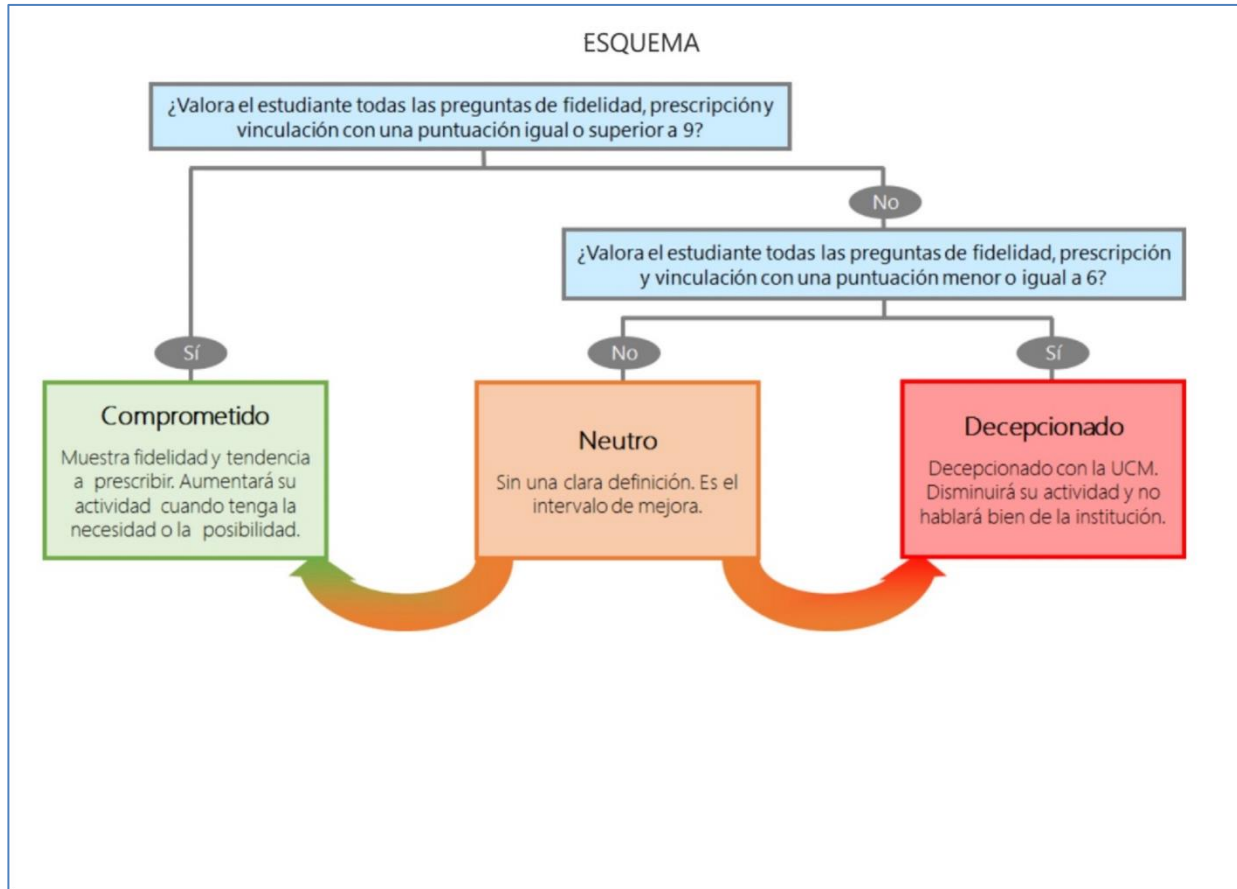 ESQUEMA
¿Valora el estudiante todas las preguntas de fidelidad, prescripción y
vinculación con una puntuación igual o superior a 9?
No
¿Valora el estudiante todas las preguntas de fidelidad, prescripción
y vinculación con una puntuación menor o igual a 6?
Sí
No
Sí
Comprometido
Muestra fidelidad y tendencia
a prescribir. Aumentará su
actividad cuando tenga la
necesidad o la posibilidad.
Neutro
Sin una clara definición. Es el
intervalo de mejora.
Decepcionado
Decepcionado con la UCM.
Disminuirá su actividad y no
hablará bien de la institución.